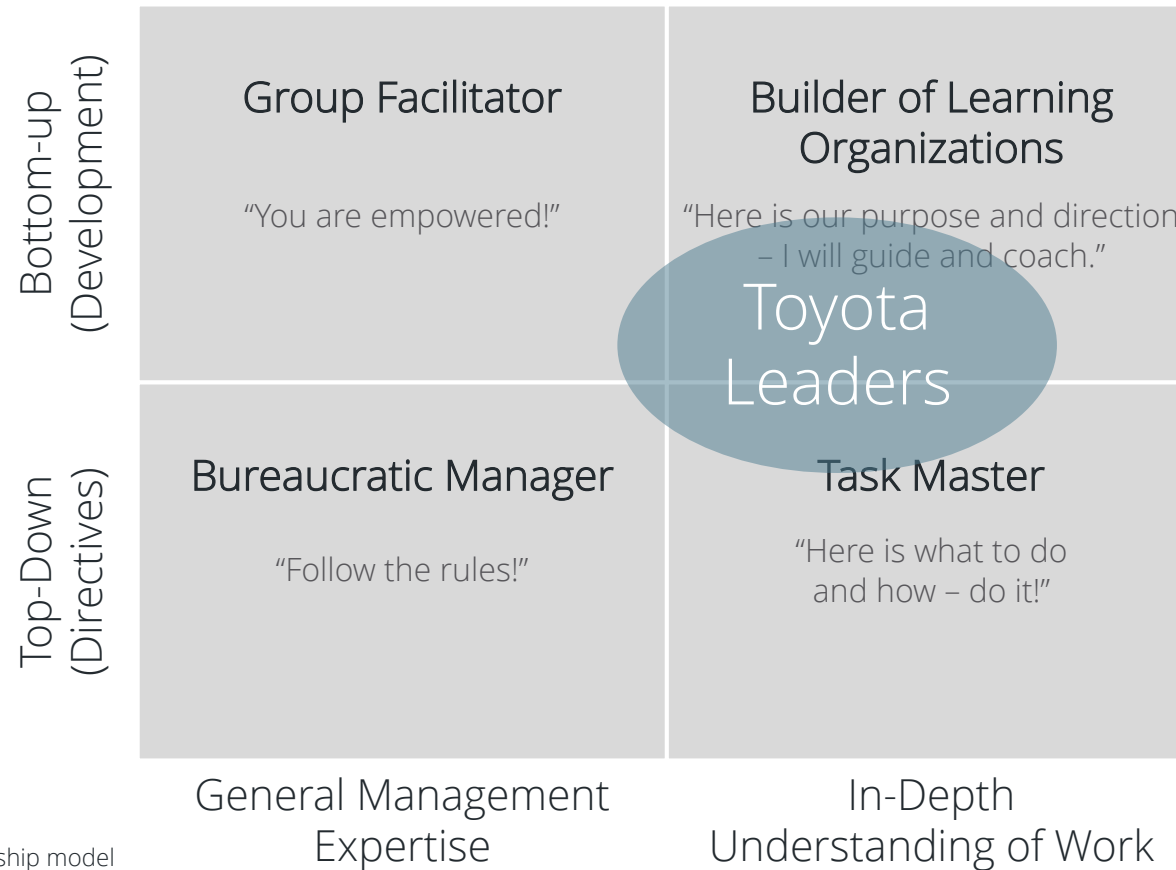 Bottom-up
(Development)
Group Facilitator
“You are empowered!”
Builder of Learning
Organizations
“Here is our purpose and direction
– I will guide and coach.”
Toyota
Leaders
Top-Down
(Directives)
Bureaucratic Manager
“Follow the rules!”
Task Master
“Here is what to do
and how – do it!”
General Management
Expertise
In-Depth
Understanding of Work
ship model